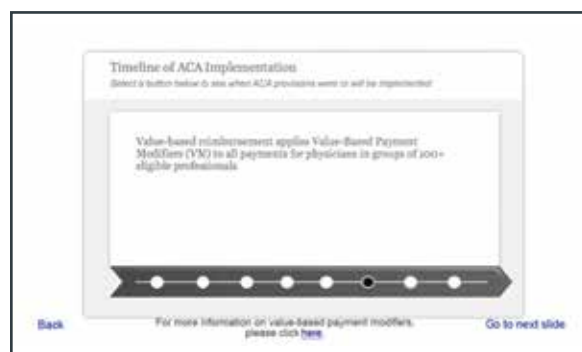 Timeline of ACA Implementation
Select a button below to see when ACA provisions were or will be implemented
Value-based reimbursement applies Value-Based Payment
Modifiers (VM) to all payments for physicians in groups of 100+
eligible professionals
Back
For more information on value-based payment modifiers,
please click here.
Go to next slide